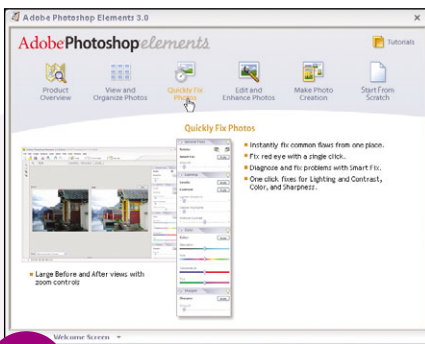 Adobe Photoshop Elements 3.0
Adobe Photoshop elements
Tutorials
Product Overview
View and Organize Photos
Quickly Fix Photos
Edit and Enhance Photos
Make Photo Creation
Start From Scratch
Quickly Fix Photos
Instantly fix common flaws from one place.
Fix red eye with a single click.
Diagnose and fix problems with Smart Fix.
One click fixes for Lighting and Contrast,
Color, and Sharpness.
Large Before and After views with
zoom controls
Welcome Screen